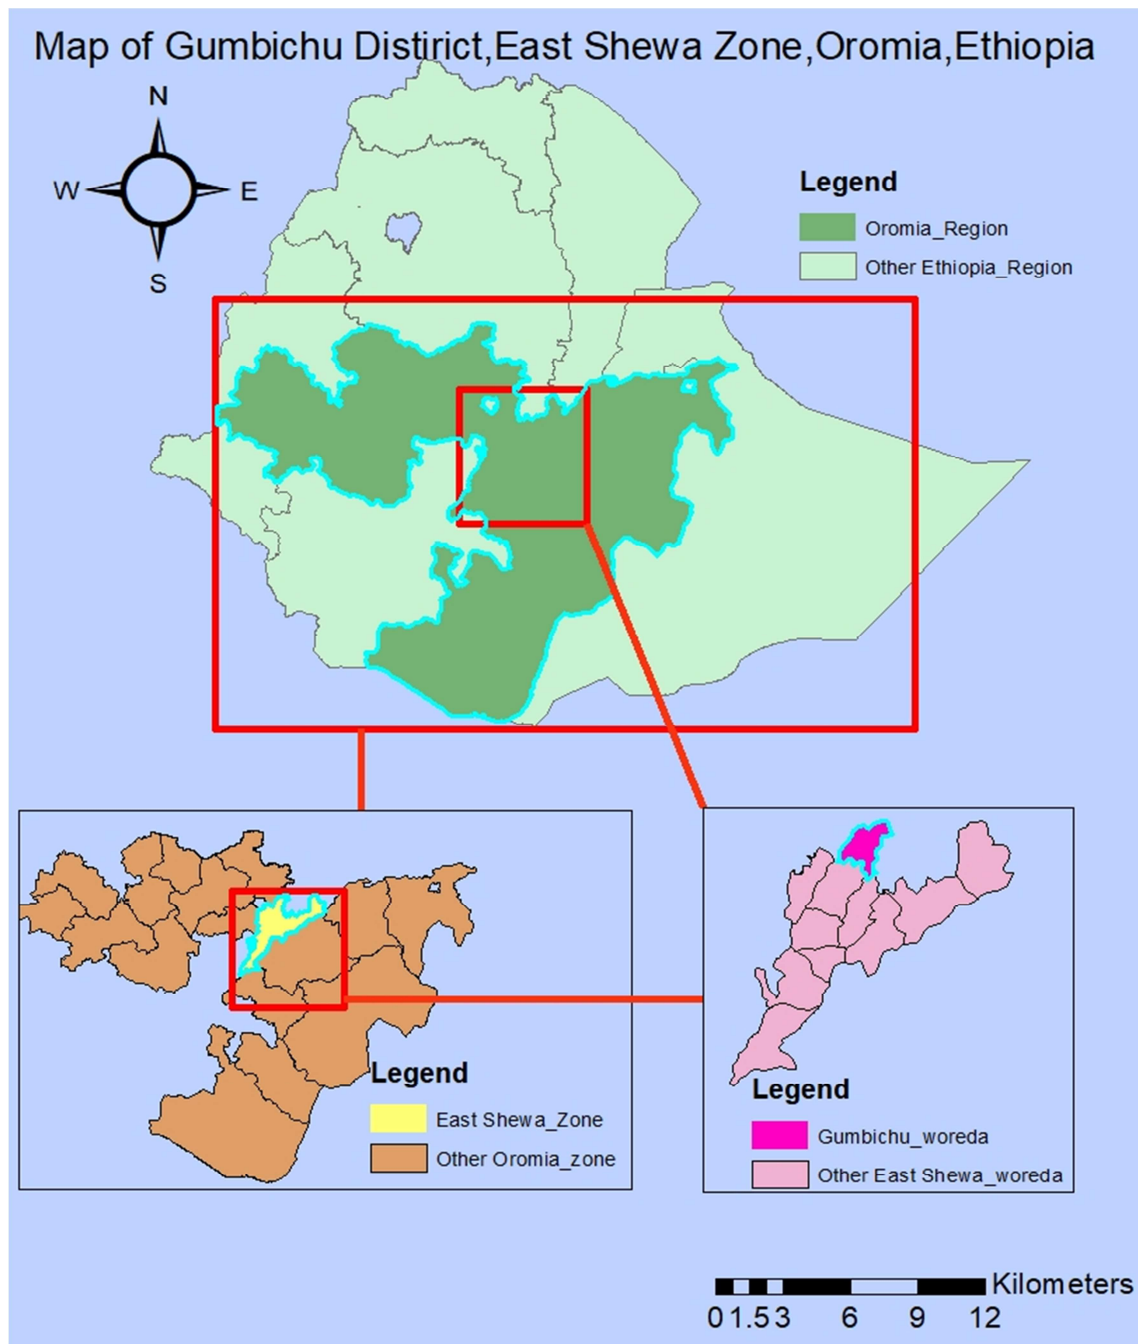 Map of Gumbichu Distirict,East Shewa Zone,Oromia,Ethiopia
N
W E
S
Legend
Oromia_Region
Other Ethiopia_Region
Legend
East Shewa_Zone
Other Oromia_zone
Legend
Gumbichu_woreda
Other East Shewa_woreda
Kilometers
0 1.5 3 6 9 12